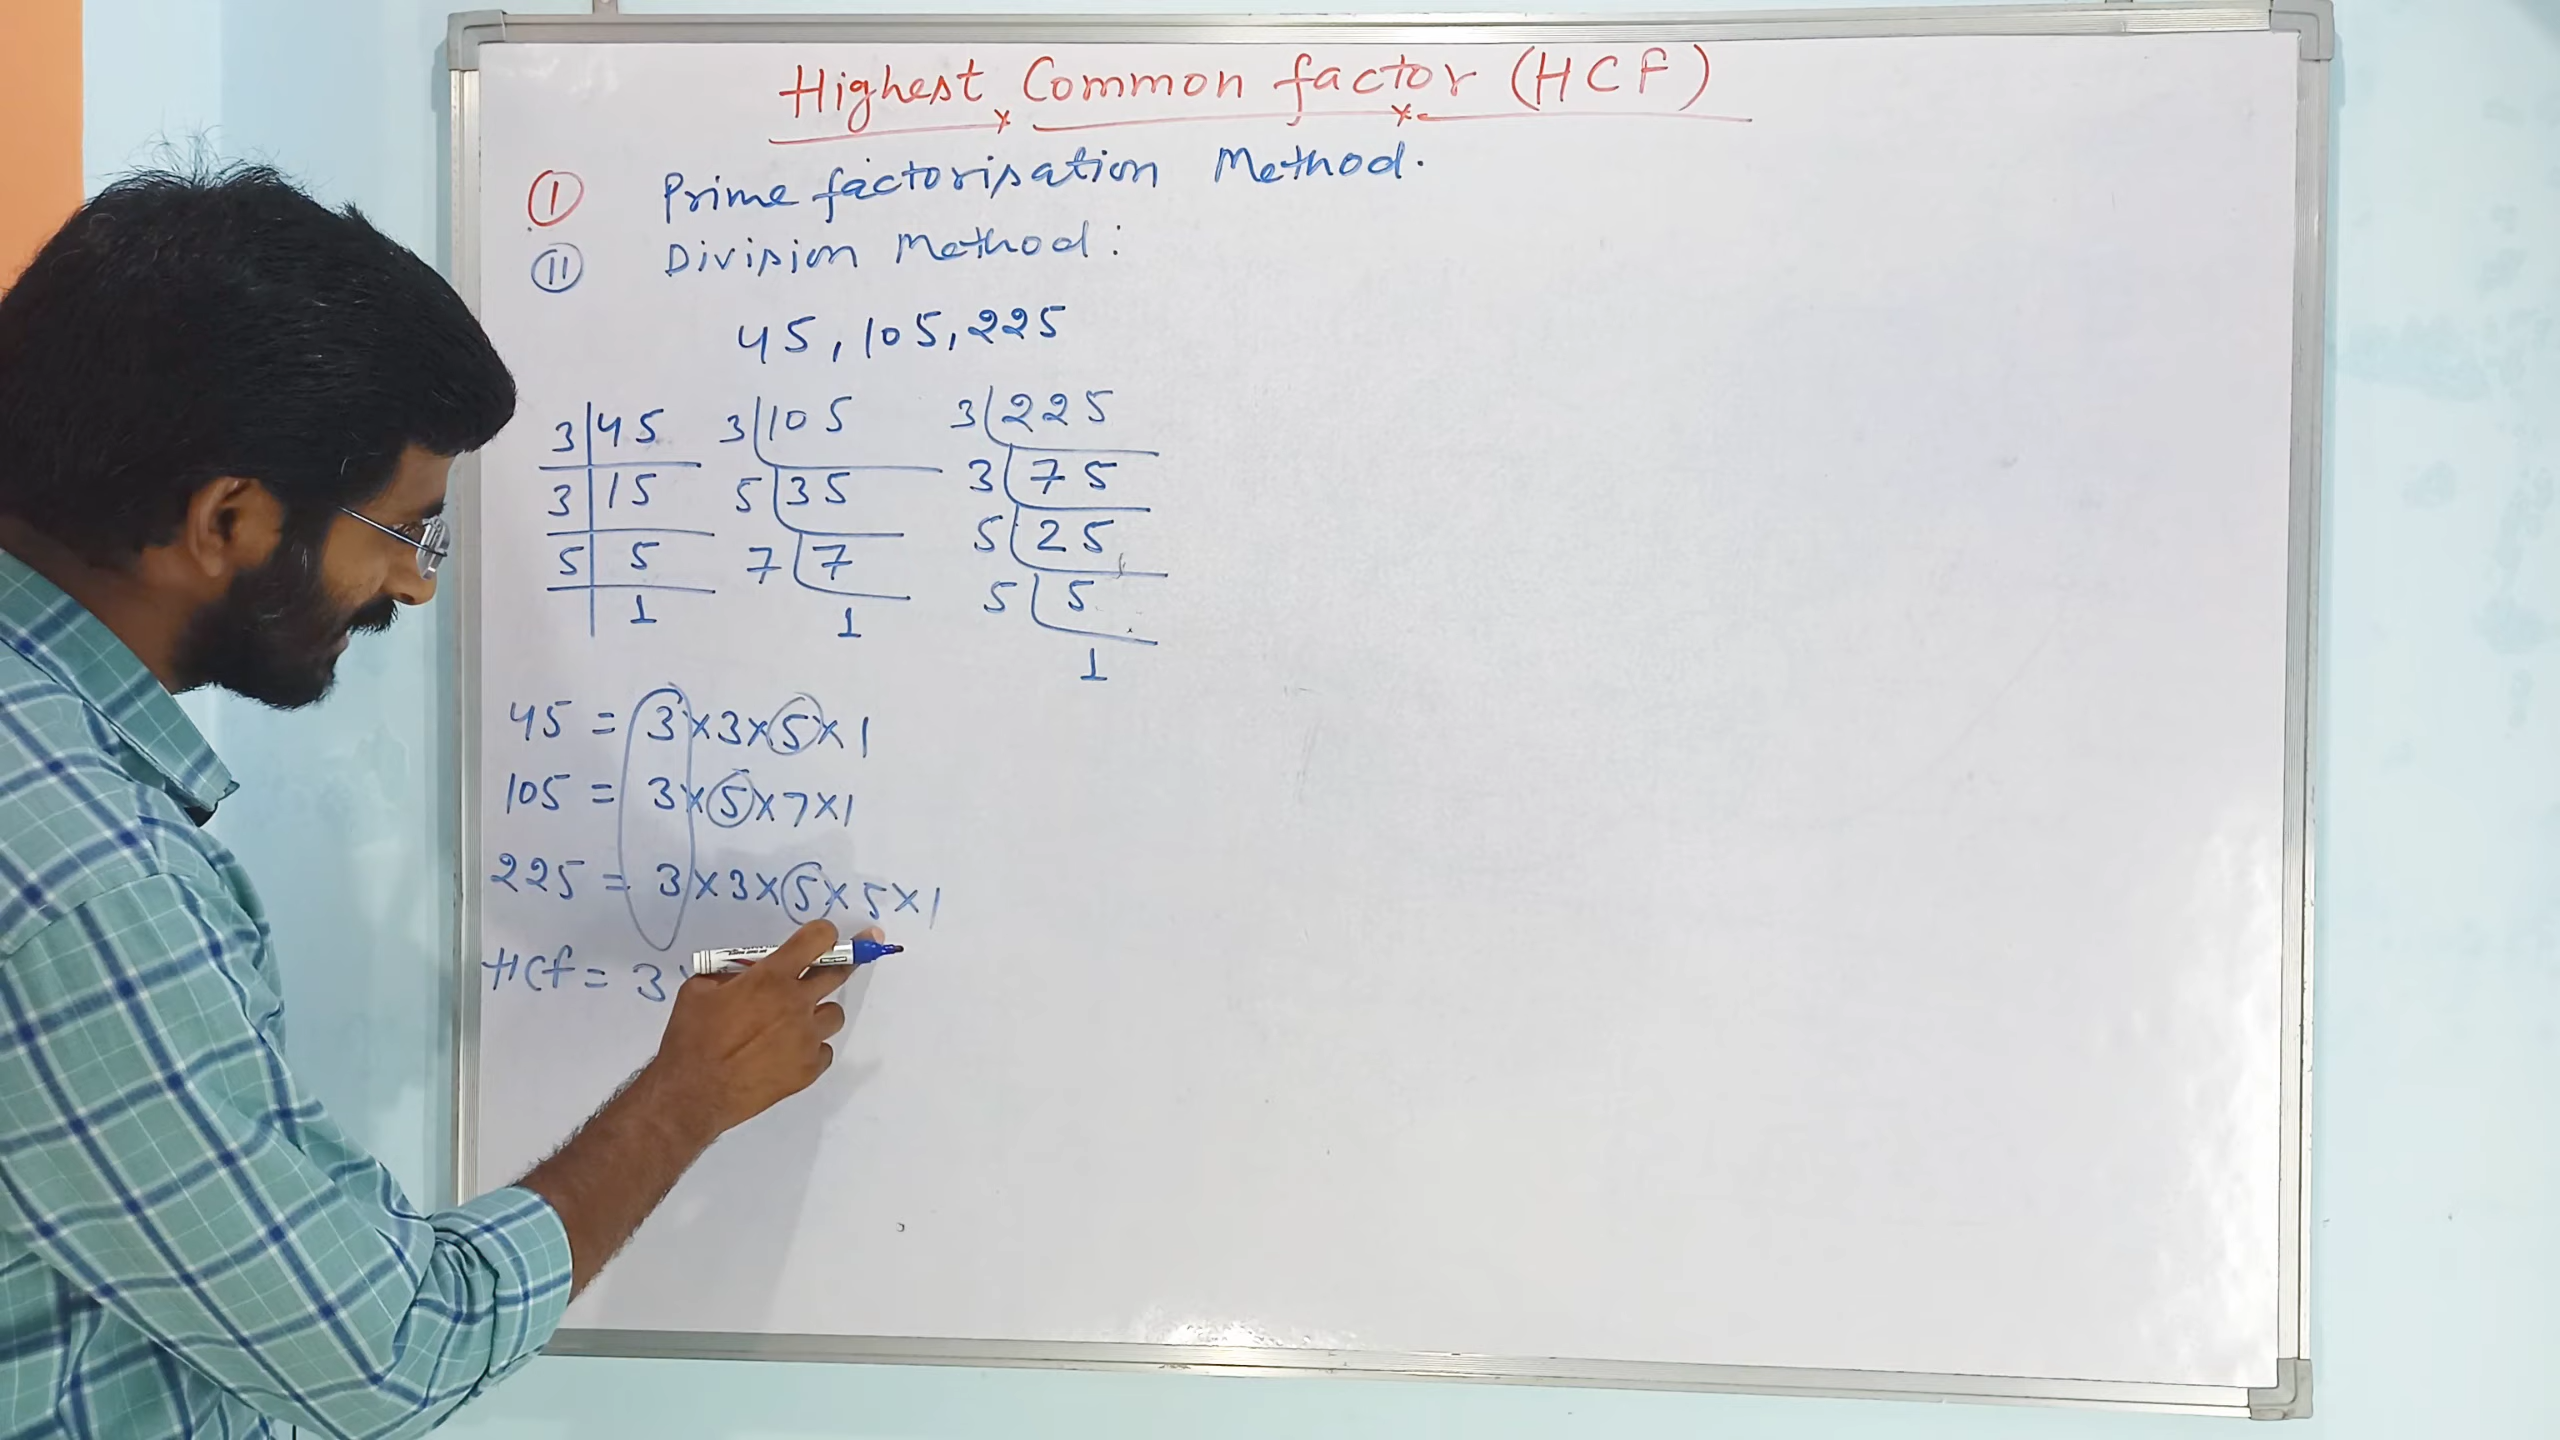 Highest Common factor (HCF)
I Prime factorisation Method.
II Division Method:
45, 105, 225
3 45 3 105 3 225
3 15 5 35 3 75
5 5 7 7 5 25
1 1 5 5
1
45 = 3×3×5×1
105 = 3×5×7×1
225 = 3×3×5×5×1
HCf = 3